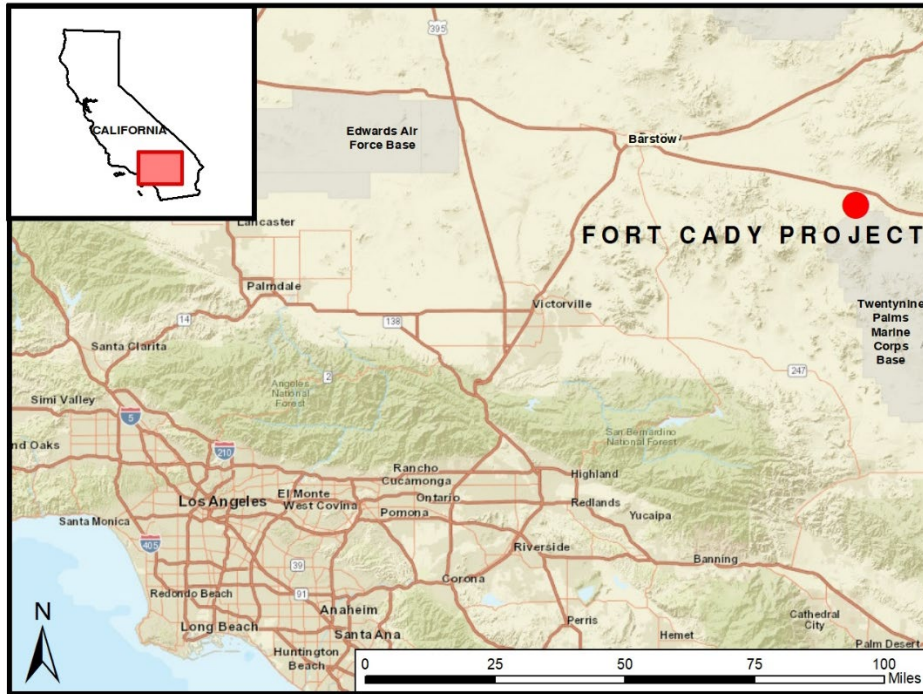 CALIFORNIA
395
Edwards Air
Force Base
Barstow
Lancaster
FORT CADY PROJECT
Palmdale
Victorville
Twentynine
Palms
Marine
Corps
Base
14
138
Santa Clarita
247
2
Angeles
National
Forest
Simi Valley
5
San Bernardino
National Forest
nd Oaks
210
Rancho
Cucamonga
Highland
Los Angeles
El Monte
West Covina
Ontario
Redlands
Pomona
Yucaipa
Santa Monica
405
Riverside
Banning
39
Corona
Redondo Beach
91
Anaheim
Long Beach
Santa Ana
Perris
Cathedral
City
Hemet
Palm Desert
Huntington
Beach
N
0 25 50 75 100
Miles